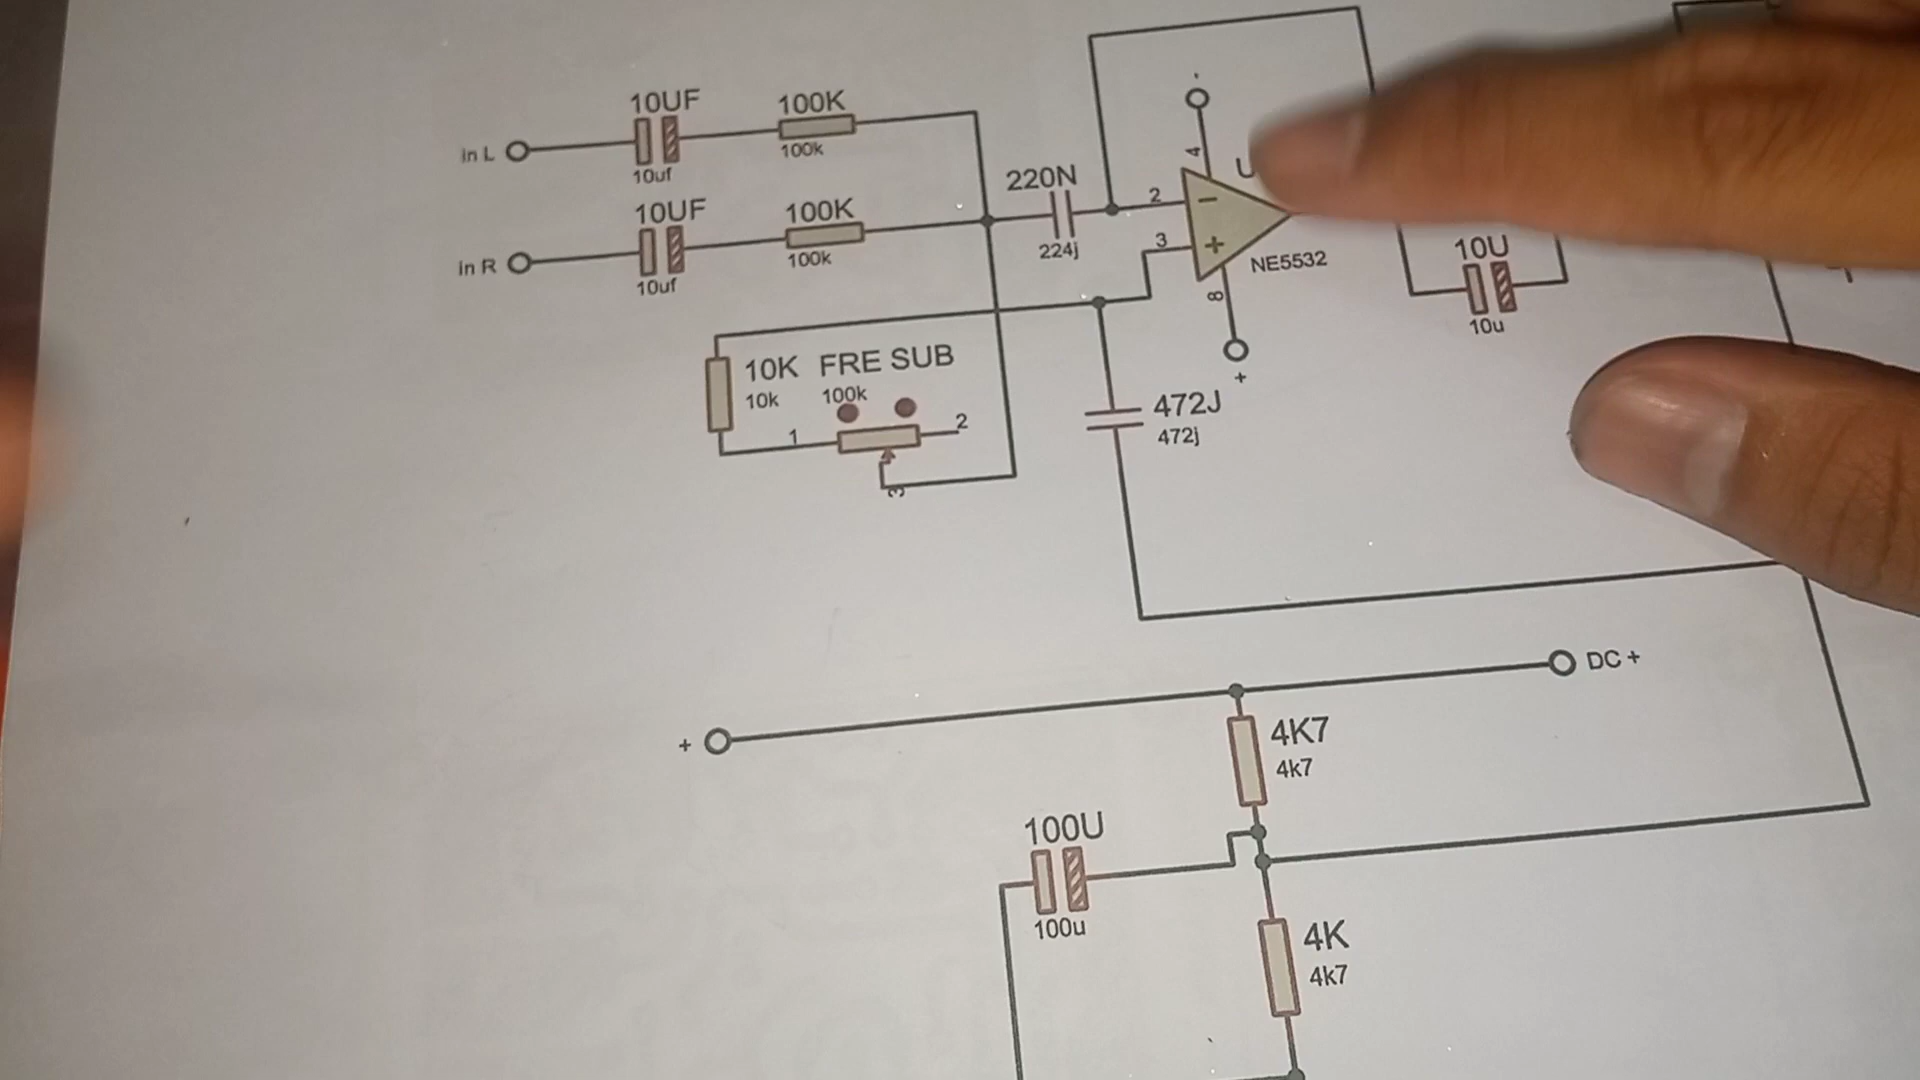 10UF
100K
in L
10uf
100k
10UF
100K
in R
10uf
100k
220N
224j
-
4
U
2
3
8
NE5532
+
10U
10u
10K
10k
FRE SUB
100k
1
2
3
472J
472j
+
DC +
4K7
4k7
100U
100u
4K
4k7